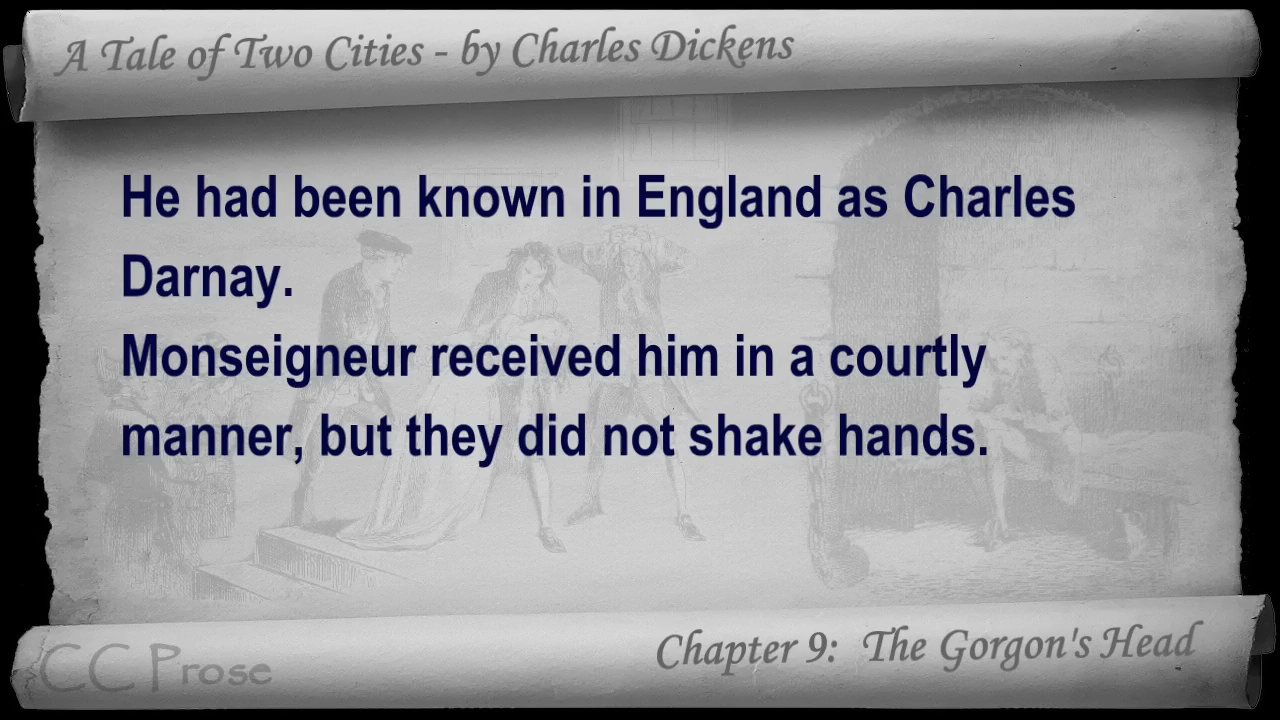 A Tale of Two Cities - by Charles Dickens
He had been known in England as Charles
Darnay.
Monseigneur received him in a courtly
manner, but they did not shake hands.
Chapter 9: The Gorgon's Head
CC Prose